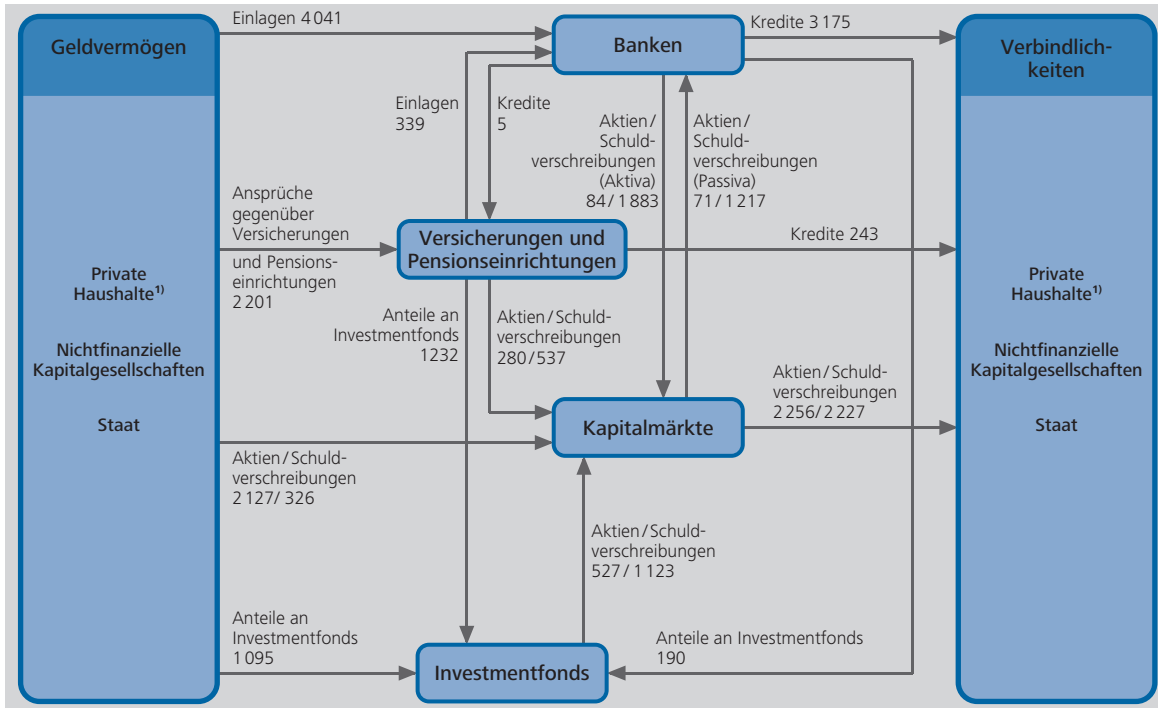 Geldvermögen
Private
Haushalte¹⁾
Nichtfinanzielle
Kapitalgesellschaften
Staat
Einlagen 4 041
Banken
Kredite 3 175
Verbindlich-
keiten
Private
Haushalte¹⁾
Nichtfinanzielle
Kapitalgesellschaften
Staat
Einlagen
339
Kredite
5
Aktien/
Schuld-
verschreibungen
(Aktiva)
84/1 883
Aktien/
Schuld-
verschreibungen
(Passiva)
71/1 217
Ansprüche
gegenüber
Versicherungen
und Pensions-
einrichtungen
2 201
Versicherungen und
Pensionseinrichtungen
Kredite 243
Anteile an
Investmentfonds
1232
Aktien/Schuld-
verschreibungen
280/537
Aktien/Schuld-
verschreibungen
2 256/2 227
Kapitalmärkte
Aktien/Schuld-
verschreibungen
2 127/ 326
Aktien/Schuld-
verschreibungen
527/ 1 123
Anteile an
Investmentfonds
1 095
Investmentfonds
Anteile an Investmentfonds
190